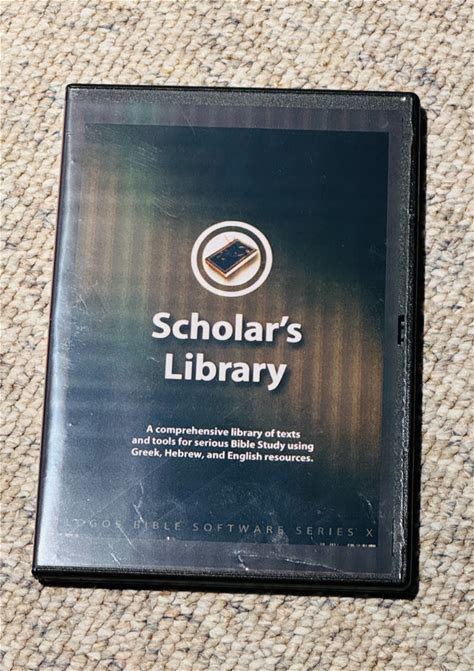 Scholar's
Library
A comprehensive library of texts
and tools for serious Bible Study using
Greek, Hebrew, and English resources.
LOGOS BIBLE SOFTWARE SERIES X